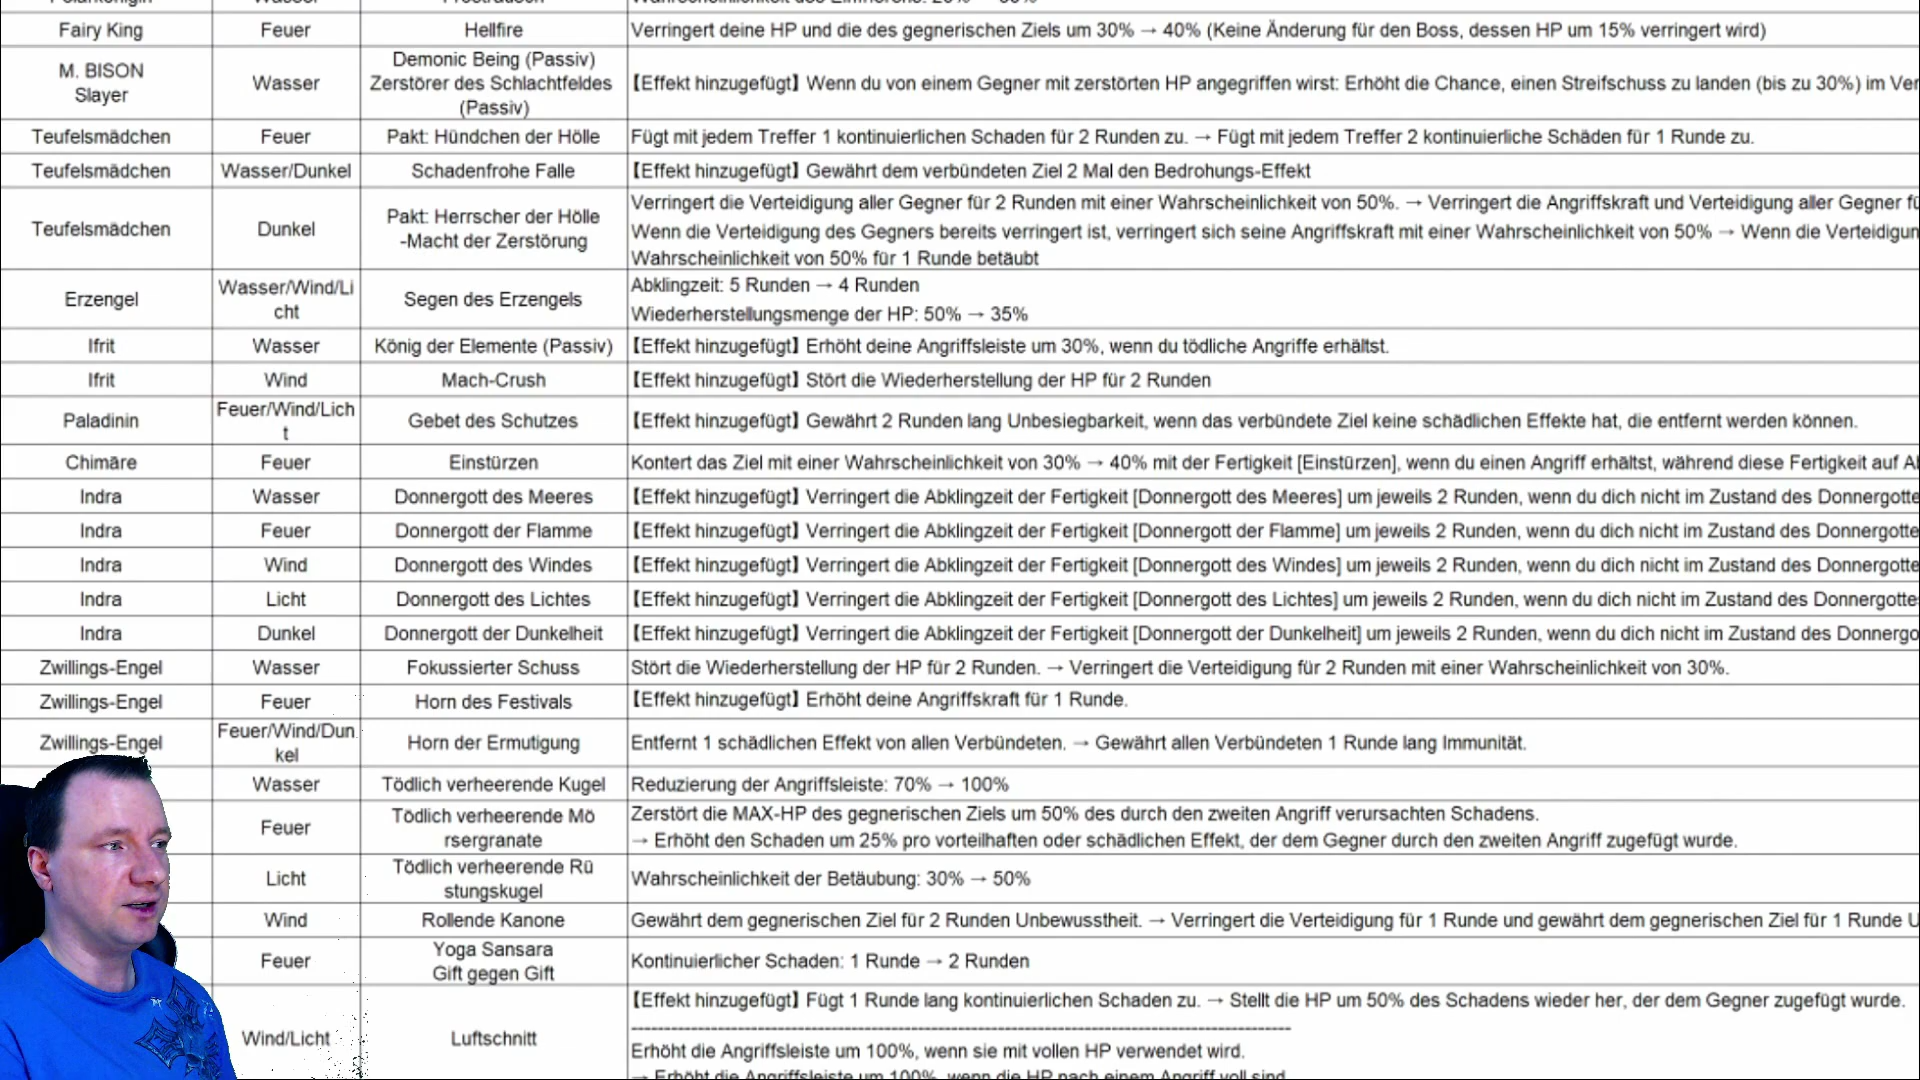 Fairy King Feuer Hellfire Verringert deine HP und die des gegnerischen Ziels um 30% → 40% (Keine Änderung für den Boss, dessen HP um 15% verringert wird)
M. BISON
Slayer
Wasser
Demonic Being (Passiv)
Zerstörer des Schlachtfeldes
(Passiv)
【Effekt hinzugefügt】 Wenn du von einem Gegner mit zerstörten HP angegriffen wirst: Erhöht die Chance, einen Streifschuss zu landen (bis zu 30%) im Ver
Teufelsmädchen Feuer Pakt: Hündchen der Hölle Fügt mit jedem Treffer 1 kontinuierlichen Schaden für 2 Runden zu. → Fügt mit jedem Treffer 2 kontinuierliche Schäden für 1 Runde zu.
Teufelsmädchen Wasser/Dunkel Schadenfrohe Falle 【Effekt hinzugefügt】 Gewährt dem verbündeten Ziel 2 Mal den Bedrohungs-Effekt
Teufelsmädchen Dunkel
Pakt: Herrscher der Hölle
-Macht der Zerstörung
Verringert die Verteidigung aller Gegner für 2 Runden mit einer Wahrscheinlichkeit von 50%. → Verringert die Angriffskraft und Verteidigung aller Gegner fü
Wenn die Verteidigung des Gegners bereits verringert ist, verringert sich seine Angriffskraft mit einer Wahrscheinlichkeit von 50% → Wenn die Verteidigun
Wahrscheinlichkeit von 50% für 1 Runde betäubt
Erzengel
Wasser/Wind/Li
cht
Segen des Erzengels
Abklingzeit: 5 Runden → 4 Runden
Wiederherstellungsmenge der HP: 50% → 35%
Ifrit Wasser König der Elemente (Passiv) 【Effekt hinzugefügt】 Erhöht deine Angriffsleiste um 30%, wenn du tödliche Angriffe erhältst.
Ifrit Wind Mach-Crush 【Effekt hinzugefügt】 Stört die Wiederherstellung der HP für 2 Runden
Paladinin
Feuer/Wind/Lich
t
Gebet des Schutzes 【Effekt hinzugefügt】 Gewährt 2 Runden lang Unbesiegbarkeit, wenn das verbündete Ziel keine schädlichen Effekte hat, die entfernt werden können.
Chimäre Feuer Einstürzen Kontert das Ziel mit einer Wahrscheinlichkeit von 30% → 40% mit der Fertigkeit [Einstürzen], wenn du einen Angriff erhältst, während diese Fertigkeit auf Al
Indra Wasser Donnergott des Meeres 【Effekt hinzugefügt】 Verringert die Abklingzeit der Fertigkeit [Donnergott des Meeres] um jeweils 2 Runden, wenn du dich nicht im Zustand des Donnergotte
Indra Feuer Donnergott der Flamme 【Effekt hinzugefügt】 Verringert die Abklingzeit der Fertigkeit [Donnergott der Flamme] um jeweils 2 Runden, wenn du dich nicht im Zustand des Donnergotte
Indra Wind Donnergott des Windes 【Effekt hinzugefügt】 Verringert die Abklingzeit der Fertigkeit [Donnergott des Windes] um jeweils 2 Runden, wenn du dich nicht im Zustand des Donnergotte
Indra Licht Donnergott des Lichtes 【Effekt hinzugefügt】 Verringert die Abklingzeit der Fertigkeit [Donnergott des Lichtes] um jeweils 2 Runden, wenn du dich nicht im Zustand des Donnergotte
Indra Dunkel Donnergott der Dunkelheit 【Effekt hinzugefügt】 Verringert die Abklingzeit der Fertigkeit [Donnergott der Dunkelheit] um jeweils 2 Runden, wenn du dich nicht im Zustand des Donnergo
Zwillings-Engel Wasser Fokussierter Schuss Stört die Wiederherstellung der HP für 2 Runden. → Verringert die Verteidigung für 2 Runden mit einer Wahrscheinlichkeit von 30%.
Zwillings-Engel Feuer Horn des Festivals 【Effekt hinzugefügt】 Erhöht deine Angriffskraft für 1 Runde.
Zwillings-Engel
Feuer/Wind/Dun
kel
Horn der Ermutigung Entfernt 1 schädlichen Effekt von allen Verbündeten. → Gewährt allen Verbündeten 1 Runde lang Immunität.
Wasser Tödlich verheerende Kugel Reduzierung der Angriffsleiste: 70% → 100%
Feuer
Tödlich verheerende Mö
rsergranate
Zerstört die MAX-HP des gegnerischen Ziels um 50% des durch den zweiten Angriff verursachten Schadens.
→ Erhöht den Schaden um 25% pro vorteilhaften oder schädlichen Effekt, der dem Gegner durch den zweiten Angriff zugefügt wurde.
Licht
Tödlich verheerende Rü
stungskugel
Wahrscheinlichkeit der Betäubung: 30% → 50%
Wind Rollende Kanone Gewährt dem gegnerischen Ziel für 2 Runden Unbewusstheit. → Verringert die Verteidigung für 1 Runde und gewährt dem gegnerischen Ziel für 1 Runde U
Feuer
Yoga Sansara
Gift gegen Gift
Kontinuierlicher Schaden: 1 Runde → 2 Runden
Wind/Licht Luftschnitt
【Effekt hinzugefügt】 Fügt 1 Runde lang kontinuierlichen Schaden zu. → Stellt die HP um 50% des Schadens wieder her, der dem Gegner zugefügt wurde.
Erhöht die Angriffsleiste um 100%, wenn sie mit vollen HP verwendet wird.
→ Erhöht die Angriffsleiste um 100%, wenn die HP nach einem Angriff voll sind